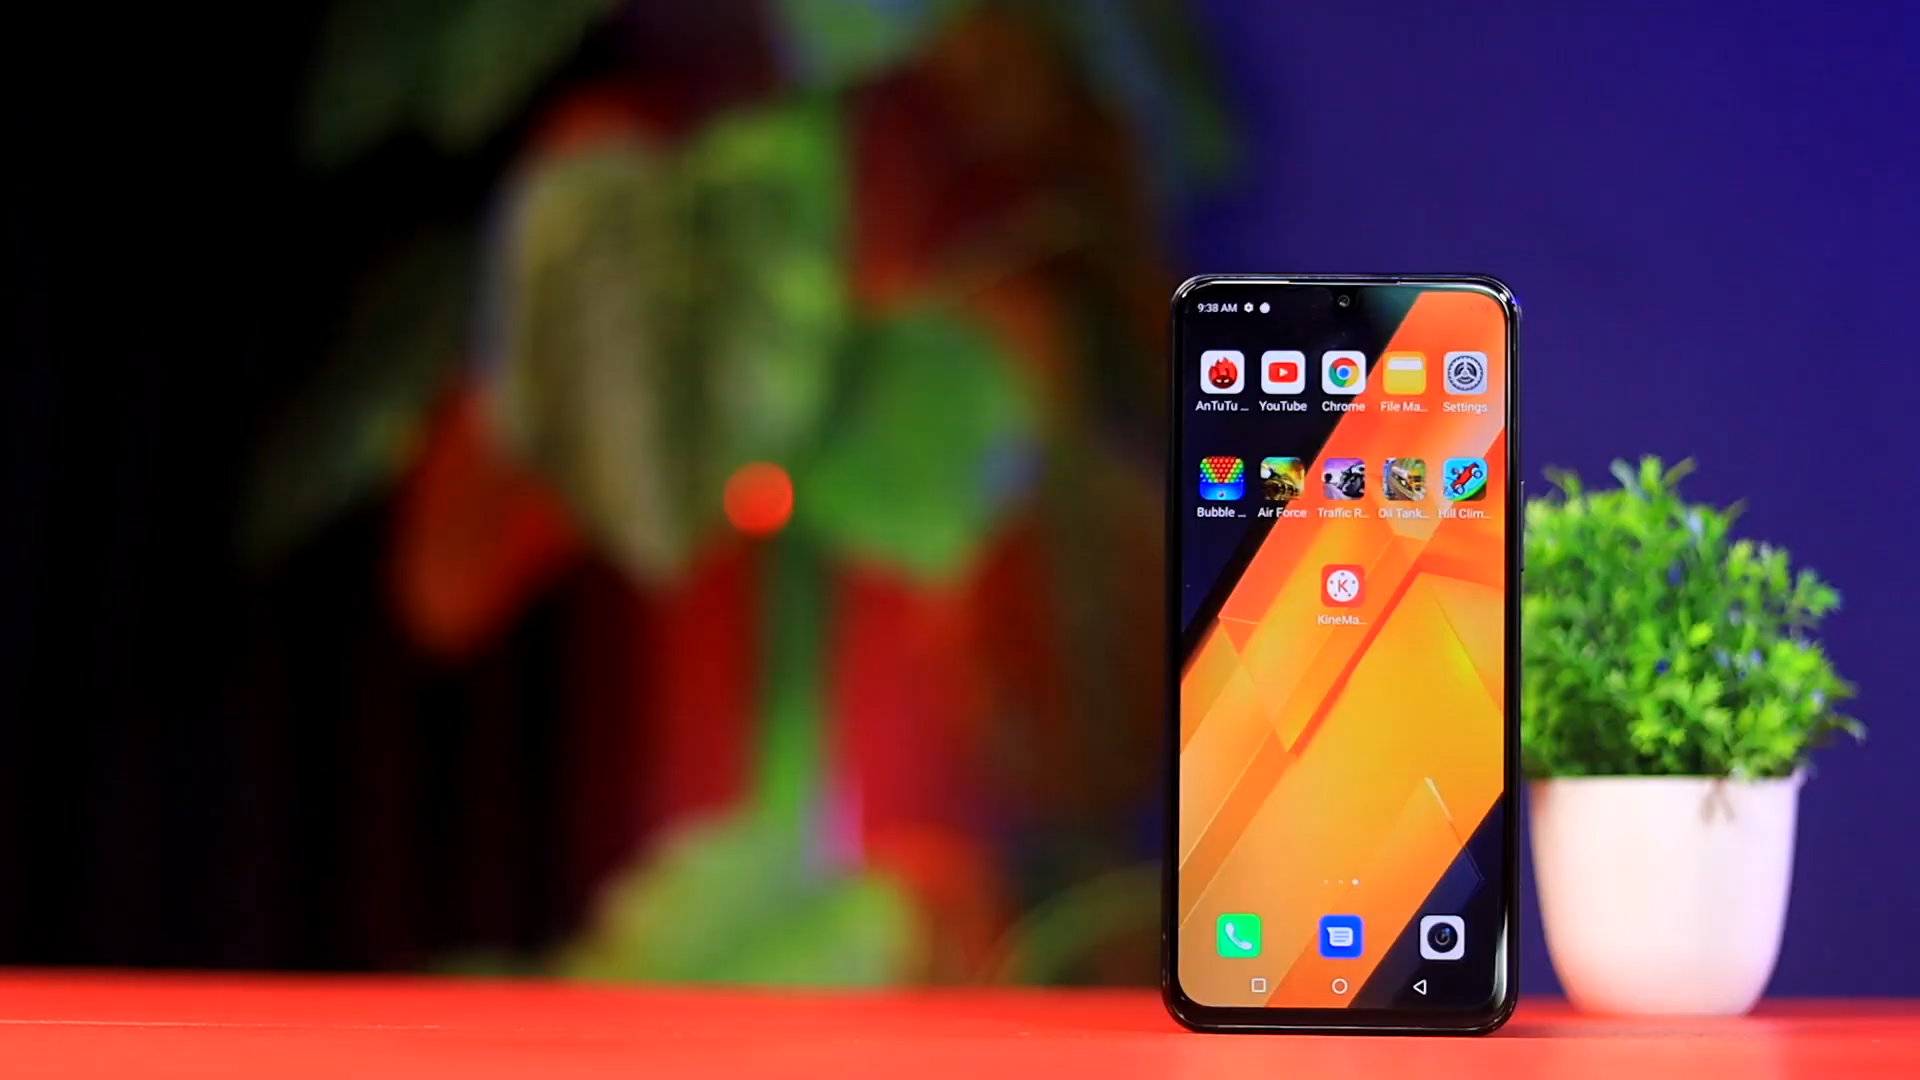 9:38 AM
AnTuTu ... YouTube Chrome File Ma... Settings
Bubble ... Air Force Traffic R... Oil Tank... Hill Clim...
K
KineMa...